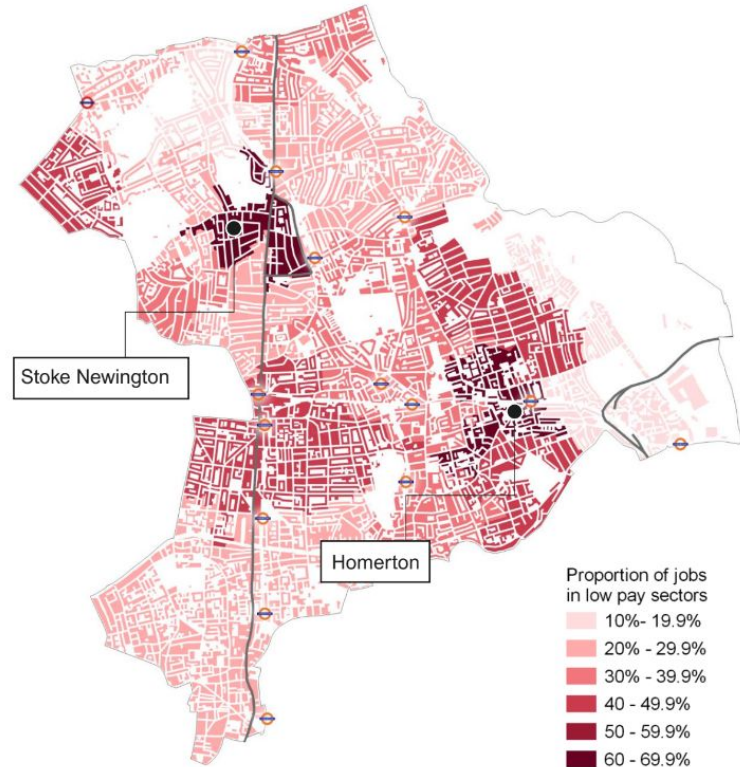 Stoke Newington
Homerton
Proportion of jobs
in low pay sectors
10%- 19.9%
20% - 29.9%
30% - 39.9%
40 - 49.9%
50 - 59.9%
60 - 69.9%